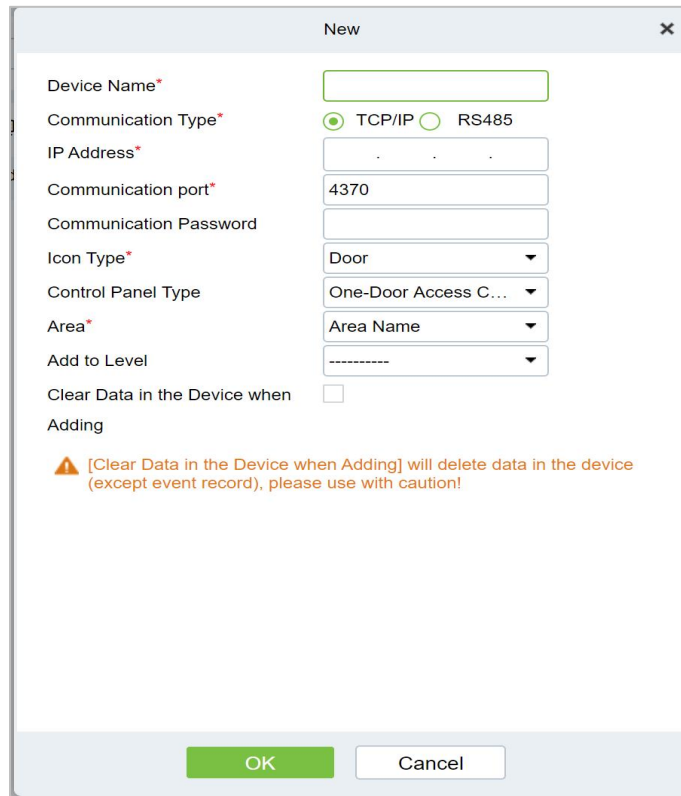 New
Device Name*
Communication Type* TCP/IP RS485
IP Address* . . .
Communication port* 4370
Communication Password
Icon Type* Door
Control Panel Type One-Door Access C...
Area* Area Name
Add to Level ----------
Clear Data in the Device when
Adding
[Clear Data in the Device when Adding] will delete data in the device
(except event record), please use with caution!
OK Cancel